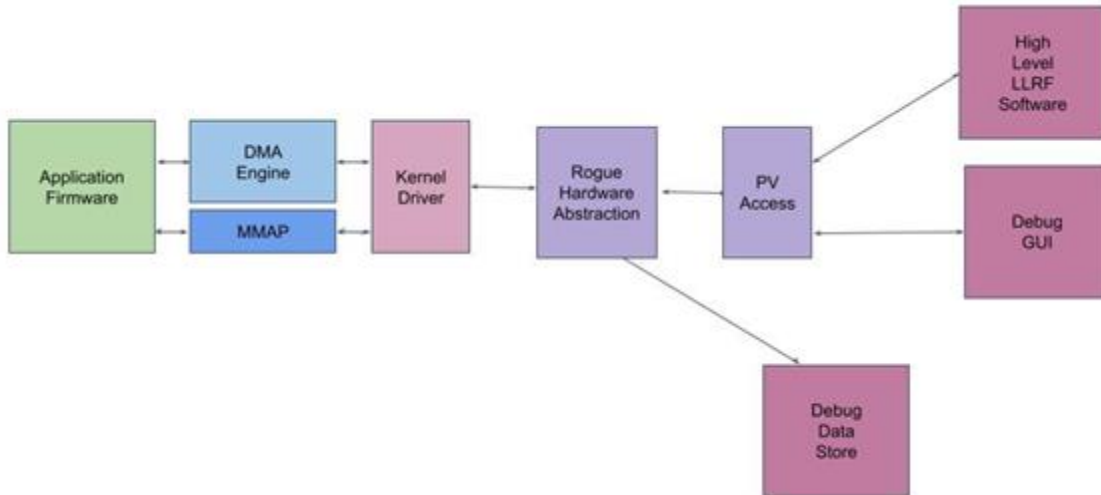 Application
Firmware
DMA
Engine
MMAP
Kernel
Driver
Rogue
Hardware
Abstraction
PV
Access
High
Level
LLRF
Software
Debug
GUI
Debug
Data
Store